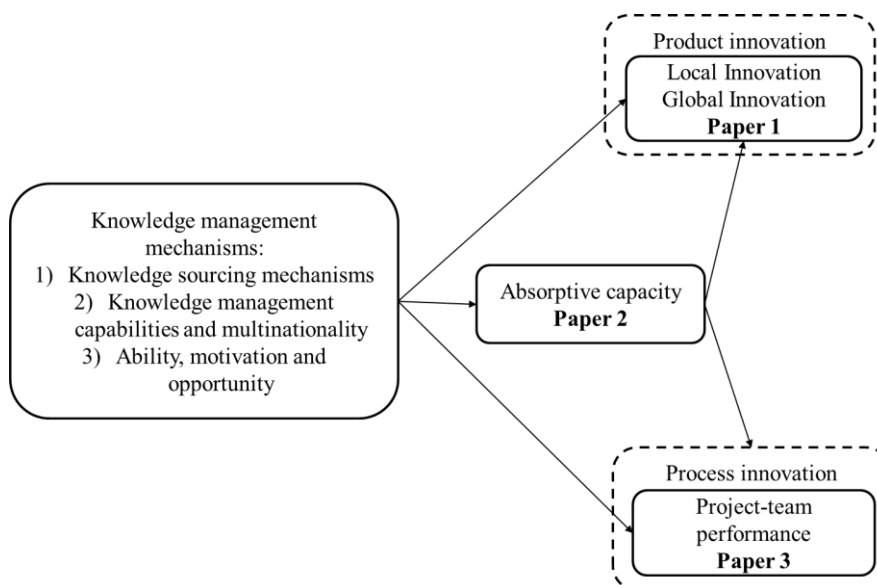 Product innovation
Local Innovation
Global Innovation
Paper 1
Knowledge management
mechanisms:
1) Knowledge sourcing mechanisms
2) Knowledge management
capabilities and multinationality
3) Ability, motivation and
opportunity
Absorptive capacity
Paper 2
Process innovation
Project-team
performance
Paper 3